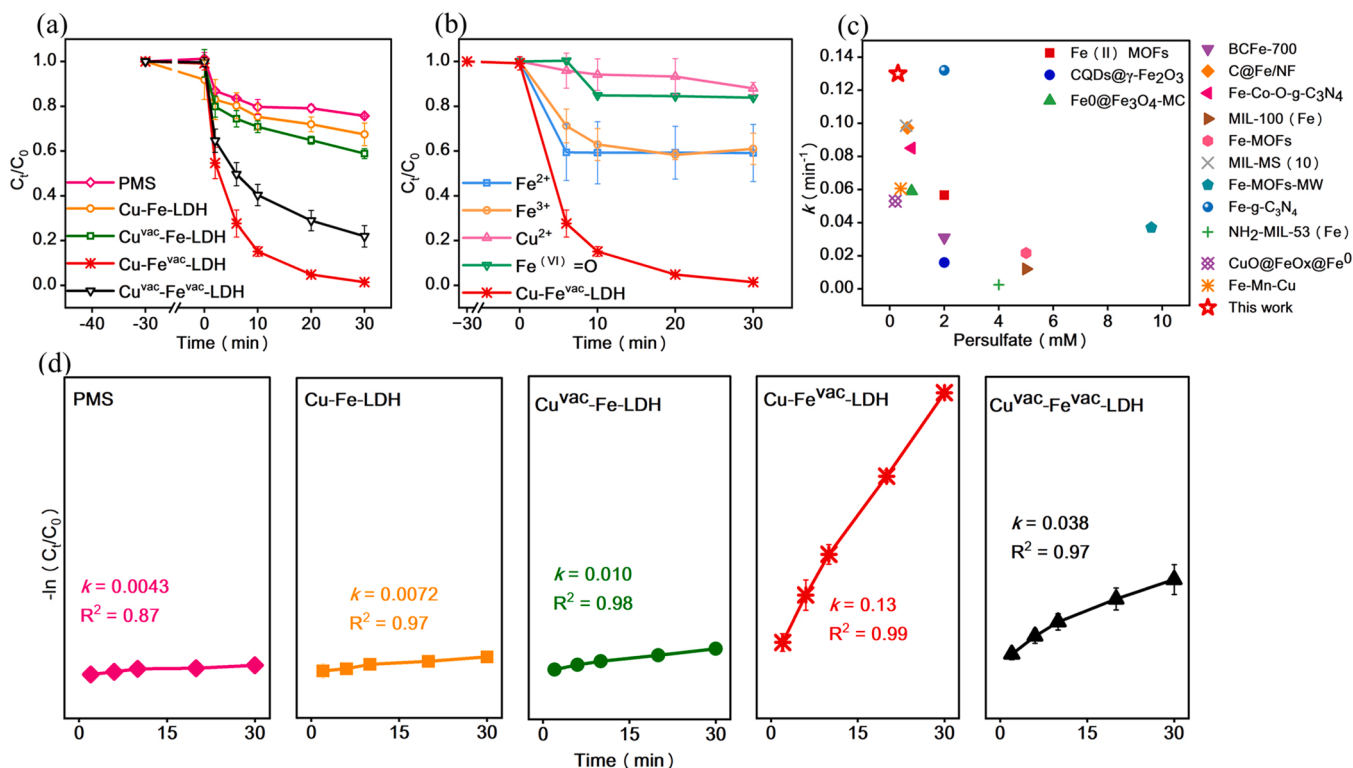 (a)
1.0
0.8
0.6
0.4
0.2
0.0
Cₜ/C₀
PMS
Cu-Fe-LDH
Cuᵛᵃᶜ-Fe-LDH
Cu-Feᵛᵃᶜ-LDH
Cuᵛᵃᶜ-Feᵛᵃᶜ-LDH
-40 -30 0 10 20 30
Time（min）
(b)
1.0
0.8
0.6
0.4
0.2
0.0
Cₜ/C₀
Fe²⁺
Fe³⁺
Cu²⁺
Fe⁽ⱽᴵ⁾=O
Cu-Feᵛᵃᶜ-LDH
−30 0 10 20 30
Time（min）
(c)
0.14
0.12
0.10
0.08
0.06
0.04
0.02
0.00
k（min⁻¹）
0 2 4 6 8 10
Persulfate（mM）
Fe（II）MOFs
CQDs@γ-Fe₂O₃
Fe0@Fe₃O₄-MC
BCFe-700
C@Fe/NF
Fe-Co-O-g-C₃N₄
MIL-100（Fe）
Fe-MOFs
MIL-MS（10）
Fe-MOFs-MW
Fe-g-C₃N₄
NH₂-MIL-53（Fe）
CuO@FeOx@Fe⁰
Fe-Mn-Cu
This work
(d)
-ln（Cₜ/C₀）
PMS
k = 0.0043
R² = 0.87
0 15 30
Cu-Fe-LDH
k = 0.0072
R² = 0.97
0 15 30
Cuᵛᵃᶜ-Fe-LDH
k = 0.010
R² = 0.98
0 15 30
Cu-Feᵛᵃᶜ-LDH
k = 0.13
R² = 0.99
0 15 30
Cuᵛᵃᶜ-Feᵛᵃᶜ-LDH
k = 0.038
R² = 0.97
0 15 30
Time（min）